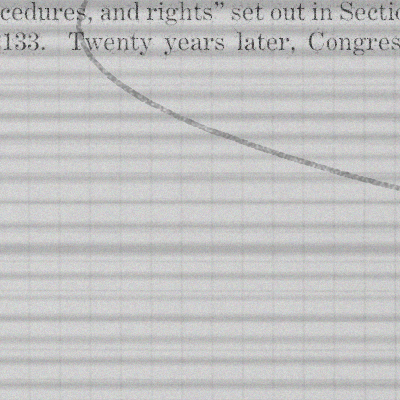 cedures, and rights” set out in Sectio
133. Twenty years later, Congres